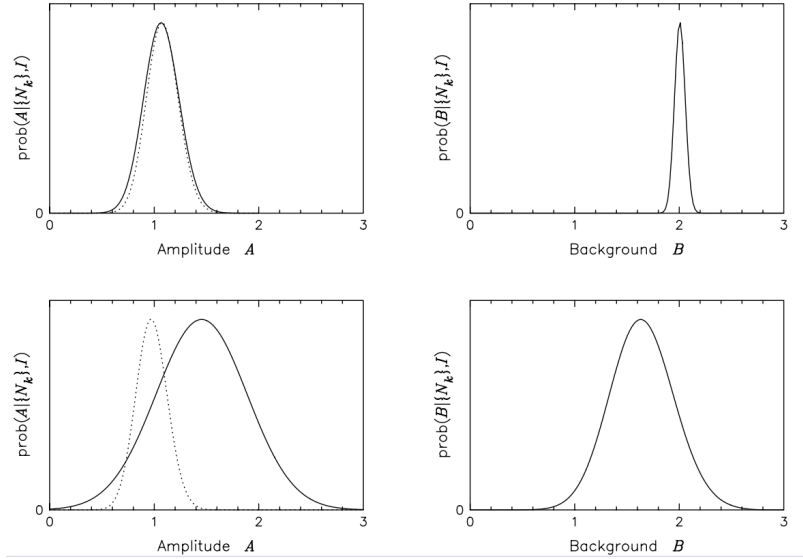 prob(A|{N_k},I)
0
0 1 2 3
Amplitude A
prob(B|{N_k},I)
0
0 1 2 3
Background B
prob(A|{N_k},I)
0
0 1 2 3
Amplitude A
prob(B|{N_k},I)
0
0 1 2 3
Background B